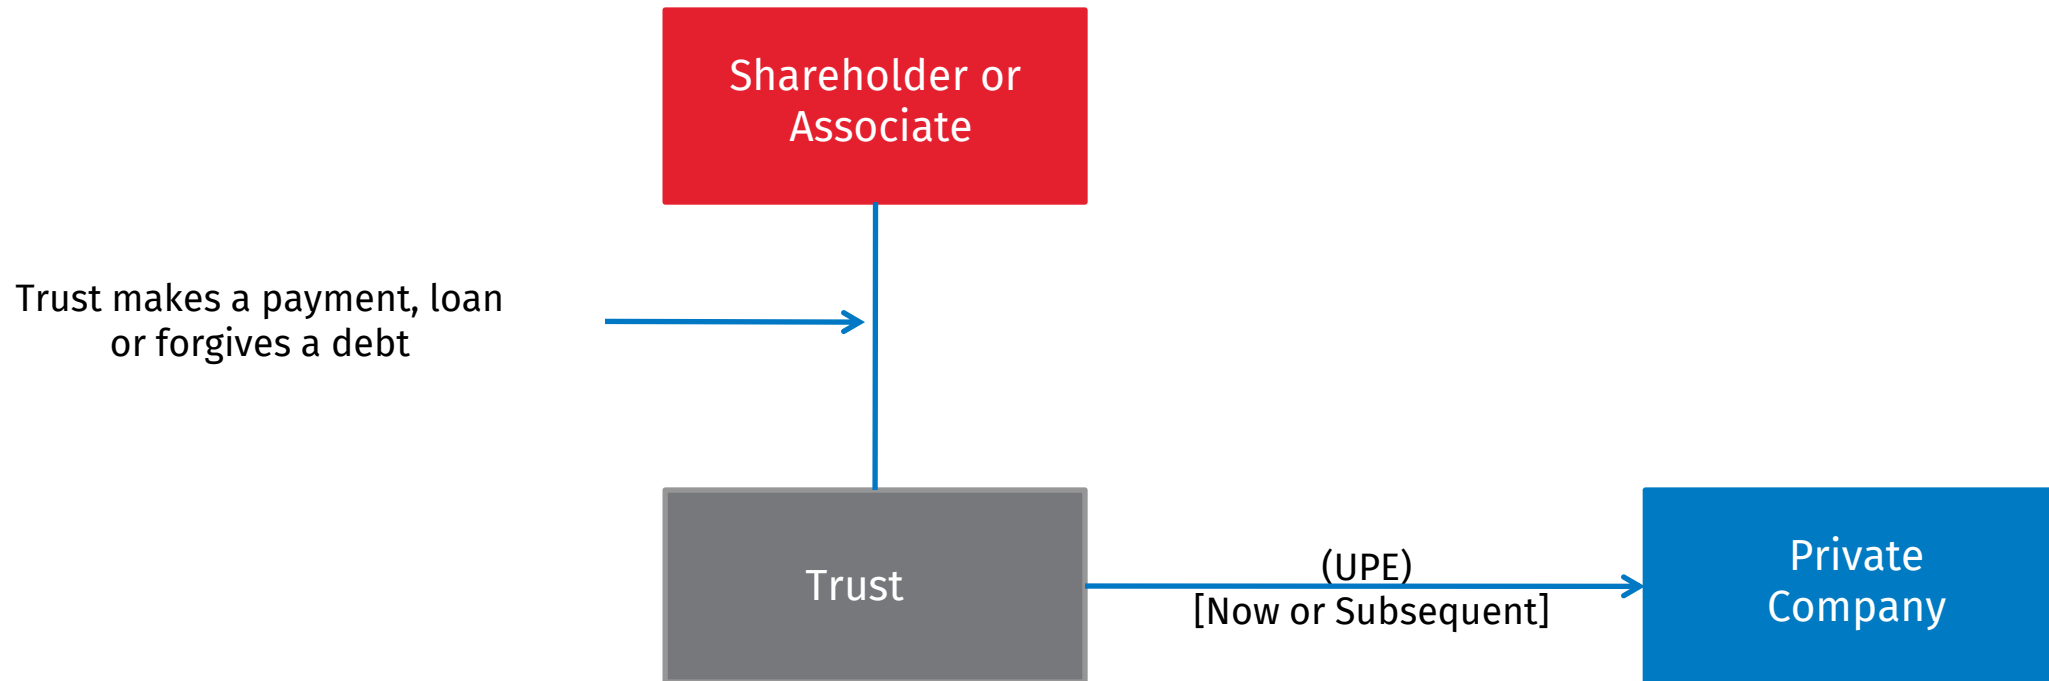 Shareholder or
Associate
Trust makes a payment, loan
or forgives a debt
Trust
(UPE)
[Now or Subsequent]
Private
Company